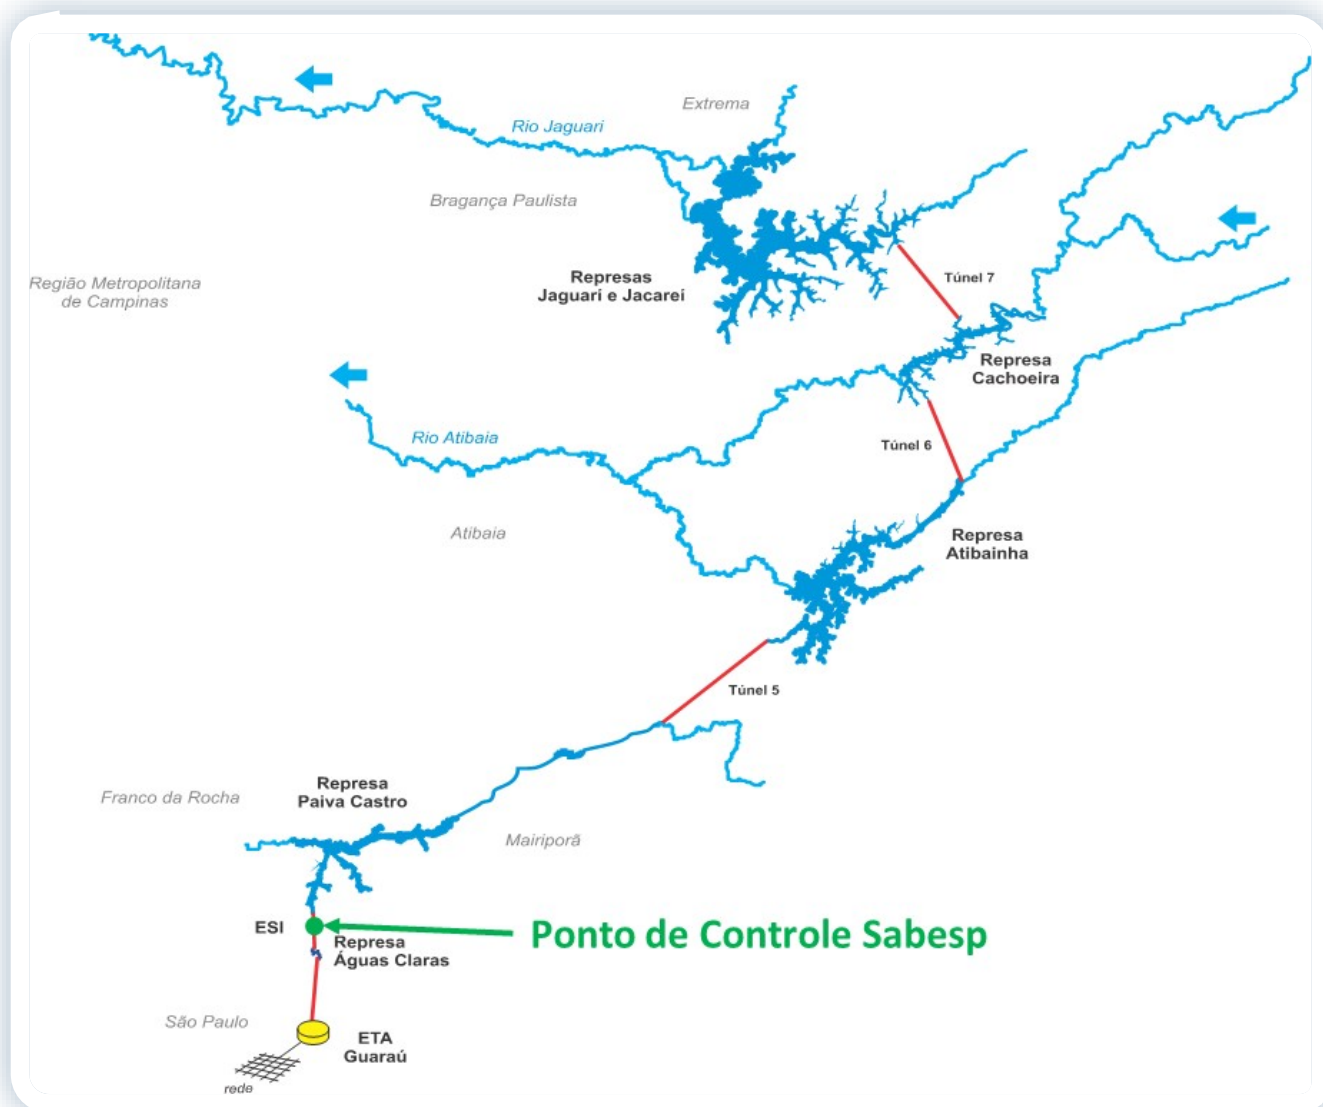 Extrema
Rio Jaguari
Bragança Paulista
Região Metropolitana
de Campinas
Represas
Jaguari e Jacareí
Túnel 7
Represa
Cachoeira
Rio Atibaia
Túnel 6
Atibaia
Represa
Atibainha
Túnel 5
Represa
Paiva Castro
Franco da Rocha
Mairiporã
ESI
Ponto de Controle Sabesp
Represa
Águas Claras
São Paulo
ETA
Guaraú
rede